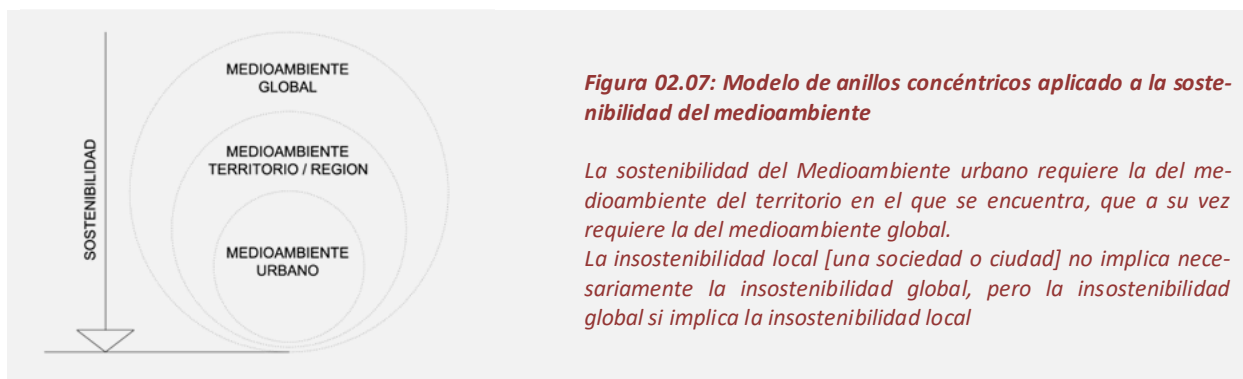 MEDIOAMBIENTE
GLOBAL
MEDIOAMBIENTE
TERRITORIO / REGION
MEDIOAMBIENTE
URBANO
SOSTENIBILIDAD
Figura 02.07: Modelo de anillos concéntricos aplicado a la soste-
nibilidad del medioambiente
La sostenibilidad del Medioambiente urbano requiere la del me-
dioambiente del territorio en el que se encuentra, que a su vez
requiere la del medioambiente global.
La insostenibilidad local [una sociedad o ciudad] no implica nece-
sariamente la insostenibilidad global, pero la insostenibilidad
global si implica la insostenibilidad local